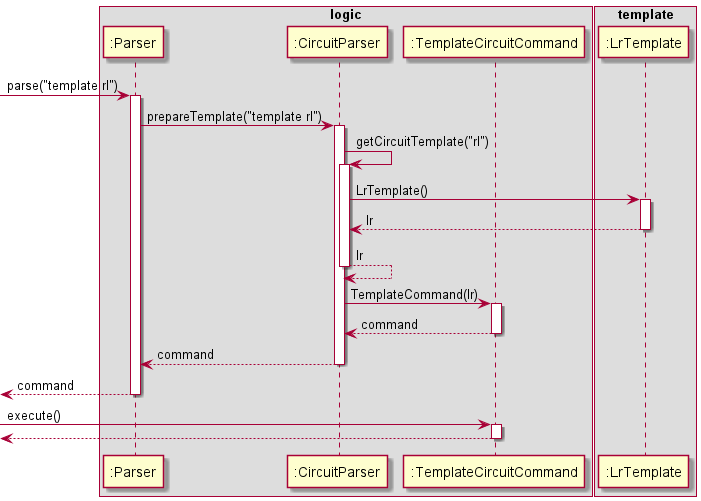 logic
template
:Parser
:CircuitParser
:TemplateCircuitCommand
:LrTemplate
parse("template rl")
prepareTemplate("template rl")
getCircuitTemplate("rl")
LrTemplate()
lr
lr
TemplateCommand(lr)
command
command
command
execute()
:Parser
:CircuitParser
:TemplateCircuitCommand
:LrTemplate